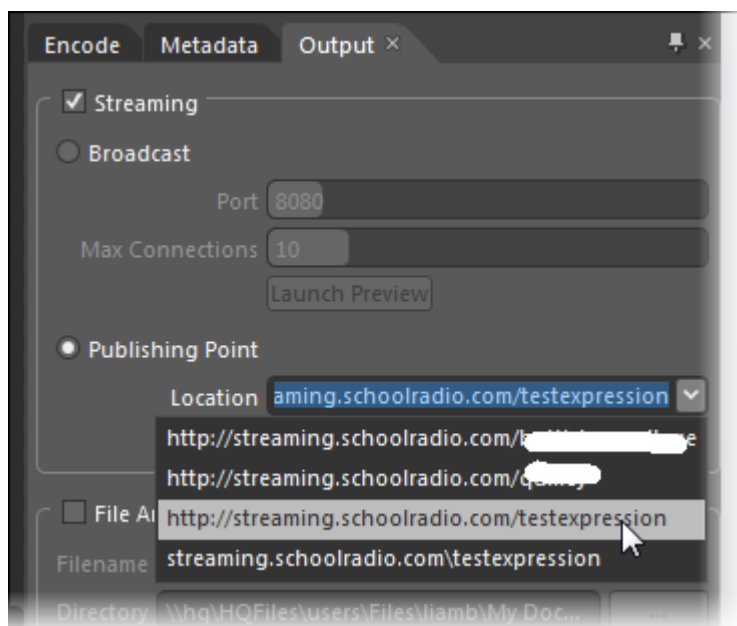 Encode Metadata Output ×
Streaming
Broadcast
Port 8080
Max Connections 10
Launch Preview
Publishing Point
Location aming.schoolradio.com/testexpression
http://streaming.schoolradio.com/
http://streaming.schoolradio.com/
File Ar http://streaming.schoolradio.com/testexpression
Filename streaming.schoolradio.com\testexpression
Directory \\hq\HQFiles\users\Files\liamb\My Doc... ...